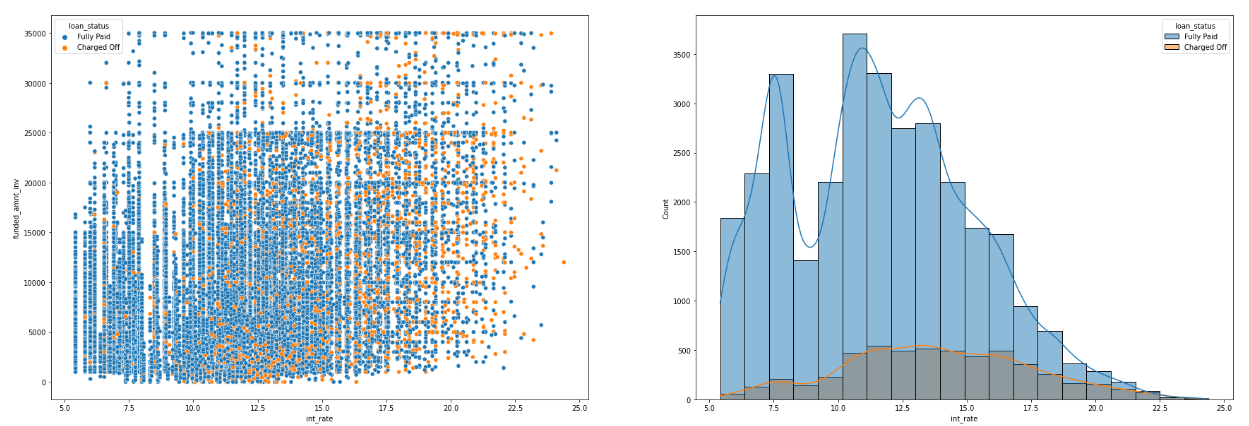 loan_status
Fully Paid
Charged Off
35000
30000
25000
20000
15000
10000
5000
0
funded_amnt_inv
5.0 7.5 10.0 12.5 15.0 17.5 20.0 22.5 25.0
int_rate
loan_status
Fully Paid
Charged Off
3500
3000
2500
2000
1500
1000
500
0
Count
5.0 7.5 10.0 12.5 15.0 17.5 20.0 22.5 25.0
int_rate